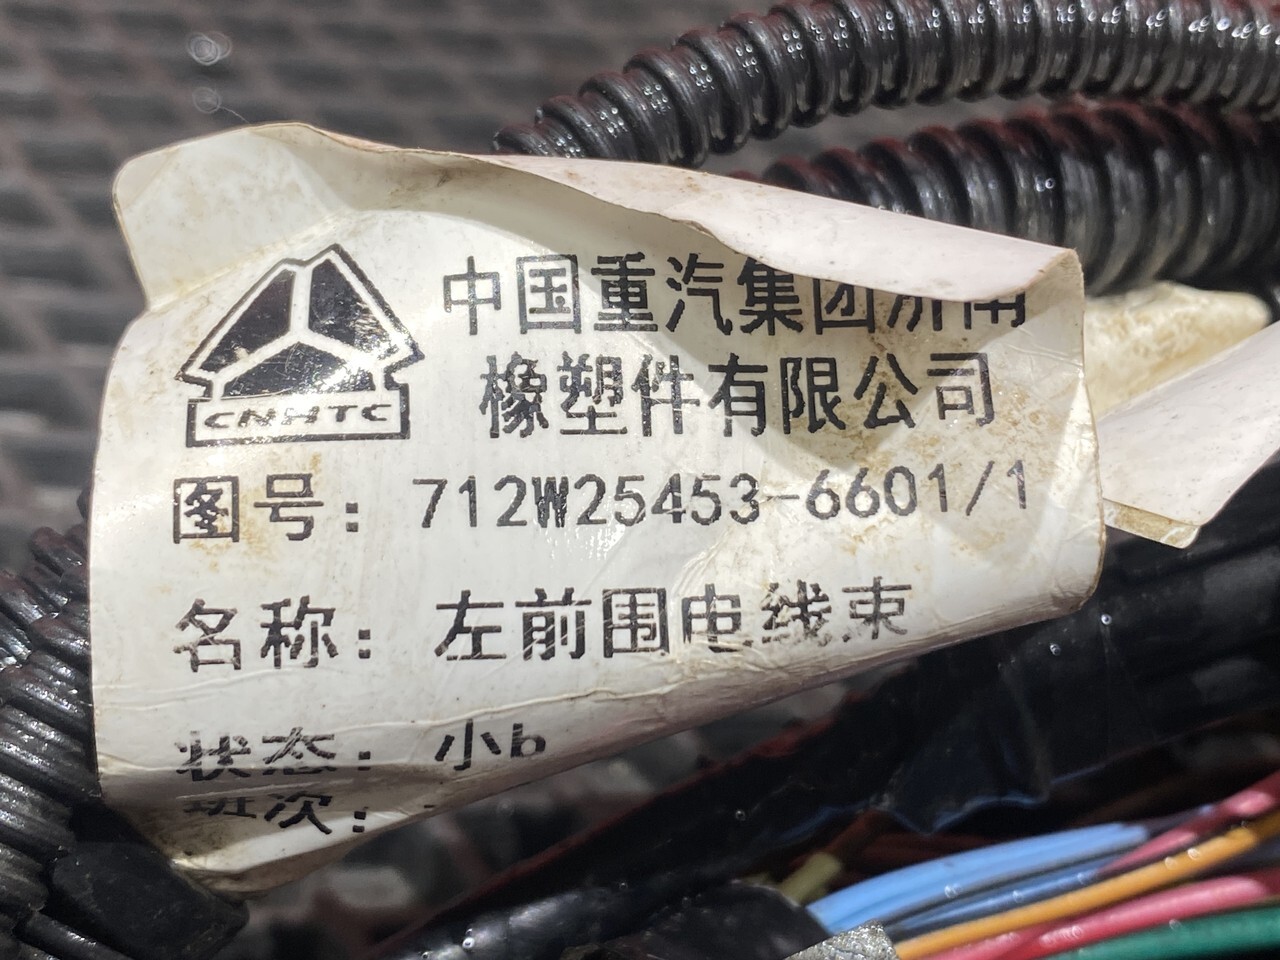 中国重汽集团济南
橡塑件有限公司
CNHTC
图号: 712W25453-6601/1
名称: 左前围电线束
状态: 小b
班次: